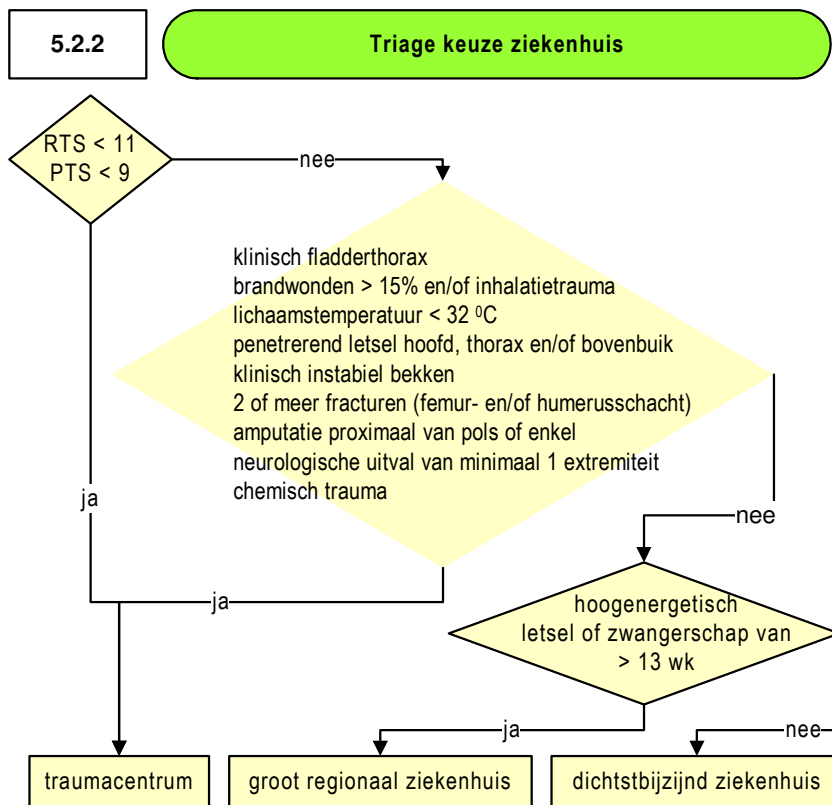 5.2.2
Triage keuze ziekenhuis
RTS < 11
PTS < 9
nee
klinisch fladderthorax
brandwonden > 15% en/of inhalatietrauma
lichaamstemperatuur < 32 ⁰C
penetrerend letsel hoofd, thorax en/of bovenbuik
klinisch instabiel bekken
2 of meer fracturen (femur- en/of humerusschacht)
amputatie proximaal van pols of enkel
neurologische uitval van minimaal 1 extremiteit
chemisch trauma
ja
nee
ja
hoogenergetisch
letsel of zwangerschap van
> 13 wk
ja
nee
traumacentrum
groot regionaal ziekenhuis
dichtstbijzijnd ziekenhuis